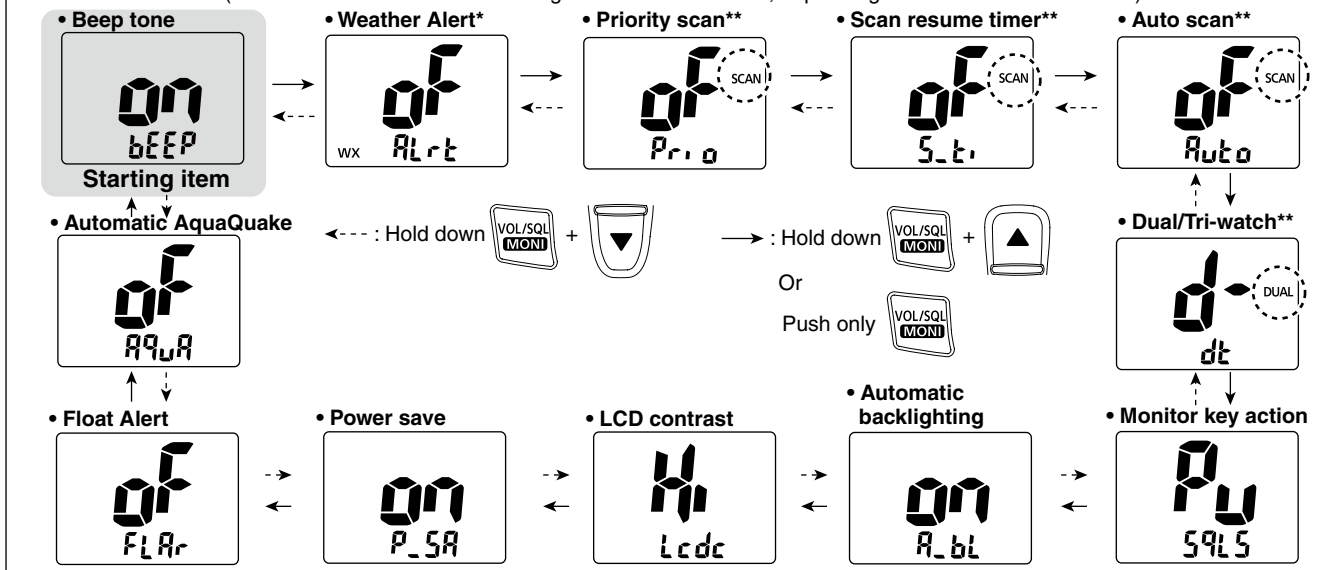 • Beep tone
on
bEEP
Starting item
• Weather Alert*
oF
WX ALrt
• Priority scan**
oF SCAN
Prio
• Scan resume timer**
oF SCAN
S_ti
• Auto scan**
oF SCAN
Auto
• Automatic AquaQuake
oF
AquA
: Hold down VOL/SQL MONI + ▼
: Hold down VOL/SQL MONI + ▲
Or
Push only VOL/SQL MONI
• Dual/Tri-watch**
d- DUAL
dt
• Float Alert
oF
FLAr
• Power save
on
P_SA
• LCD contrast
Hi
Lcdc
• Automatic
backlighting
on
A_bL
• Monitor key action
Pu
SqLS